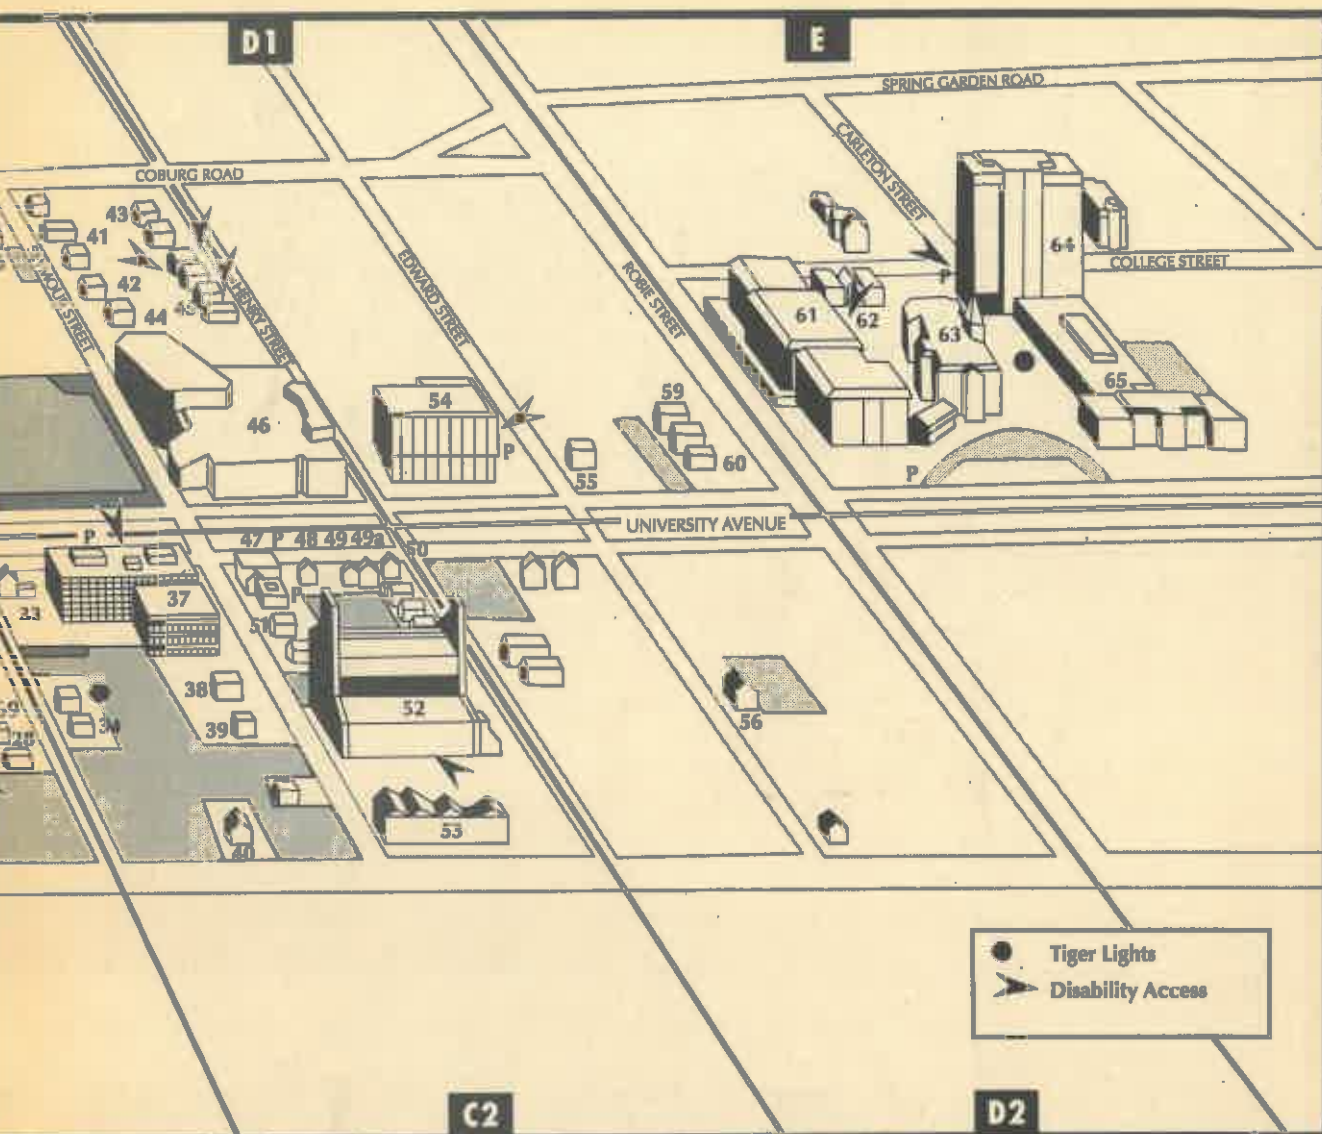 D1
E
SPRING GARDEN ROAD
CARLETON STREET
COBURG ROAD
43
41
42
44
45
HENRY STREET
EDWARD STREET
ROBIE STREET
64
P
COLLEGE STREET
61
62
63
65
46
54
P
59
60
55
P
UNIVERSITY AVENUE
P
47 P 48 49 49a
50
P
37
51
38
39
52
56
40
53
Tiger Lights
Disability Access
C2
D2